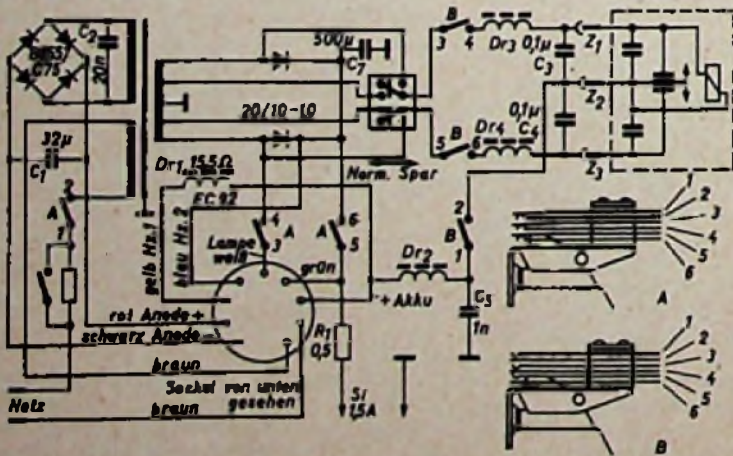 C2
20n
C75
32µ
C1
2
A
1
500µ
C7
20/10-1,0
Dr1 15,5Ω
EC 92
gelb Hz.1
blau Hz.2
Lampe
weiß
4
3
A
A
6
5
grün
Norm. Spar
B
3 4
Dr3
0,1µ
C3
Z1
Z2
0,1µ
B
5 6
Dr4
C4
Z3
2
B
1
Dr2
+ Akku
C5
1n
R1
0,5
Si
1,5A
rot Anode +
schwarz Anode -
braun
Sockel von unten
gesehen
Netz
braun
1
2
3
4
5
6
A
1
2
3
4
5
6
B